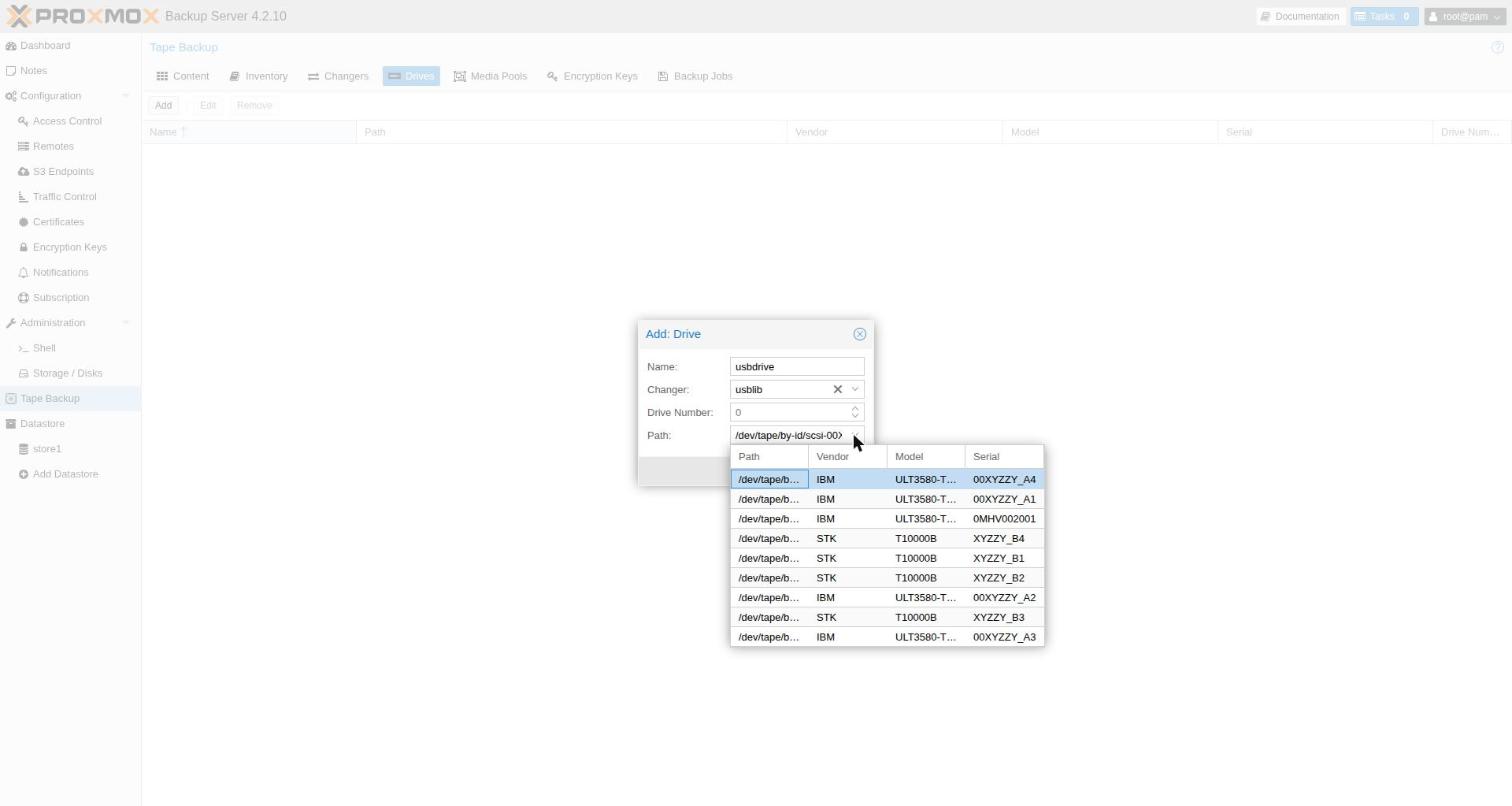 PROXMOX Backup Server 4.2.10
Documentation
Tasks 0
root@pam
Dashboard
Notes
Configuration
Access Control
Remotes
S3 Endpoints
Traffic Control
Certificates
Encryption Keys
Notifications
Subscription
Administration
Shell
Storage / Disks
Tape Backup
Datastore
store1
Add Datastore
Tape Backup
Content Inventory Changers Drives Media Pools Encryption Keys Backup Jobs
Add Edit Remove
Name Path Vendor Model Serial Drive Num…
Add: Drive
Name: usbdrive
Changer: usblib
Drive Number: 0
Path: /dev/tape/by-id/scsi-00X
Path Vendor Model Serial
/dev/tape/b… IBM ULT3580-T… 00XYZZY_A4
/dev/tape/b… IBM ULT3580-T… 00XYZZY_A1
/dev/tape/b… IBM ULT3580-T… 0MHV002001
/dev/tape/b… STK T10000B XYZZY_B4
/dev/tape/b… STK T10000B XYZZY_B1
/dev/tape/b… STK T10000B XYZZY_B2
/dev/tape/b… IBM ULT3580-T… 00XYZZY_A2
/dev/tape/b… STK T10000B XYZZY_B3
/dev/tape/b… IBM ULT3580-T… 00XYZZY_A3